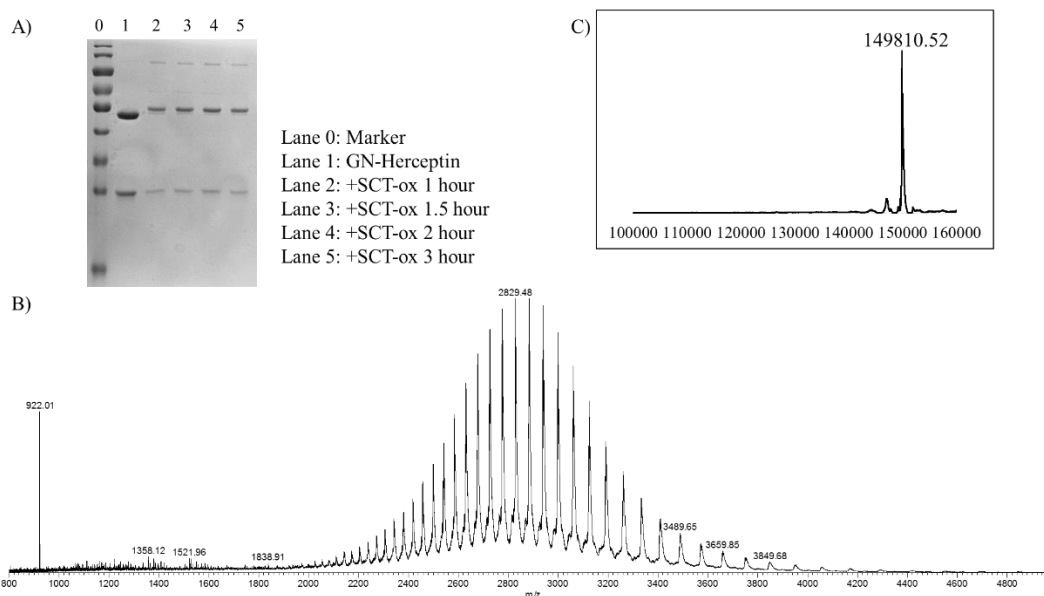 A)
0 1 2 3 4 5
Lane 0: Marker
Lane 1: GN-Herceptin
Lane 2: +SCT-ox 1 hour
Lane 3: +SCT-ox 1.5 hour
Lane 4: +SCT-ox 2 hour
Lane 5: +SCT-ox 3 hour
C)
149810.52
100000 110000 120000 130000 140000 150000 160000
B)
2829.48
922.01
1358.12
1521.96
1838.91
3489.65
3659.85
3849.68
800 1000 1200 1400 1600 1800 2000 2200 2400 2600 2800 3000 3200 3400 3600 3800 4000 4200 4400 4600 4800
m/z